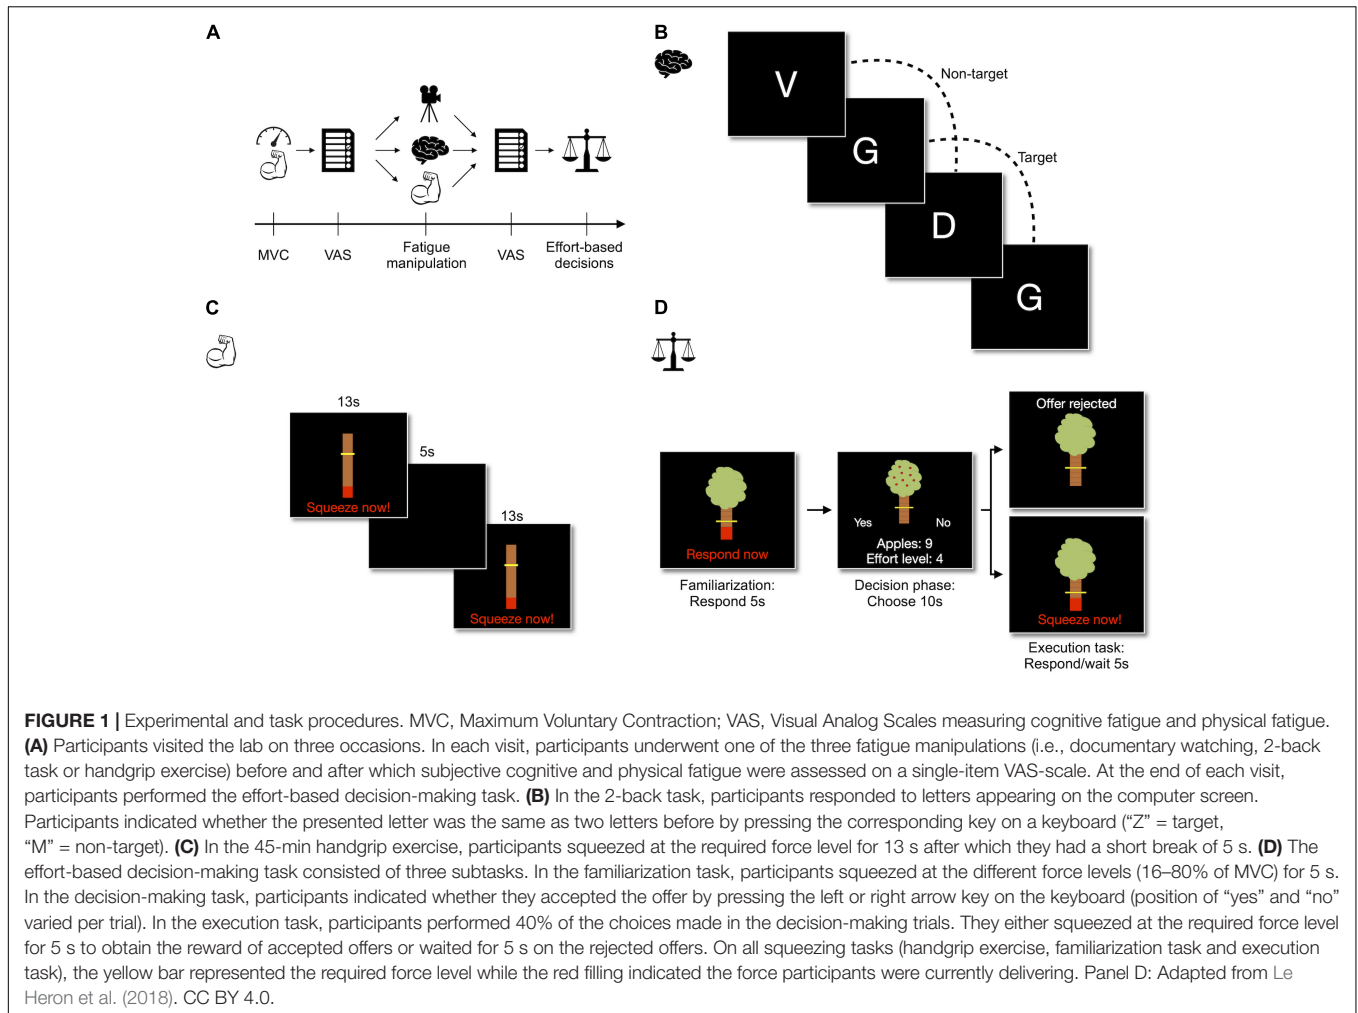 A
MVC
VAS
Fatigue
manipulation
VAS
Effort-based
decisions
B
V
G
D
G
Non-target
Target
C
13s
Squeeze now!
5s
13s
Squeeze now!
D
Respond now
Familiarization:
Respond 5s
Yes No
Apples: 9
Effort level: 4
Decision phase:
Choose 10s
Offer rejected
Squeeze now!
Execution task:
Respond/wait 5s
FIGURE 1 | Experimental and task procedures. MVC, Maximum Voluntary Contraction; VAS, Visual Analog Scales measuring cognitive fatigue and physical fatigue.
(A) Participants visited the lab on three occasions. In each visit, participants underwent one of the three fatigue manipulations (i.e., documentary watching, 2-back
task or handgrip exercise) before and after which subjective cognitive and physical fatigue were assessed on a single-item VAS-scale. At the end of each visit,
participants performed the effort-based decision-making task. (B) In the 2-back task, participants responded to letters appearing on the computer screen.
Participants indicated whether the presented letter was the same as two letters before by pressing the corresponding key on a keyboard (“Z” = target,
“M” = non-target). (C) In the 45-min handgrip exercise, participants squeezed at the required force level for 13 s after which they had a short break of 5 s. (D) The
effort-based decision-making task consisted of three subtasks. In the familiarization task, participants squeezed at the different force levels (16–80% of MVC) for 5 s.
In the decision-making task, participants indicated whether they accepted the offer by pressing the left or right arrow key on the keyboard (position of “yes” and “no”
varied per trial). In the execution task, participants performed 40% of the choices made in the decision-making trials. They either squeezed at the required force level
for 5 s to obtain the reward of accepted offers or waited for 5 s on the rejected offers. On all squeezing tasks (handgrip exercise, familiarization task and execution
task), the yellow bar represented the required force level while the red filling indicated the force participants were currently delivering. Panel D: Adapted from Le
Heron et al. (2018). CC BY 4.0.